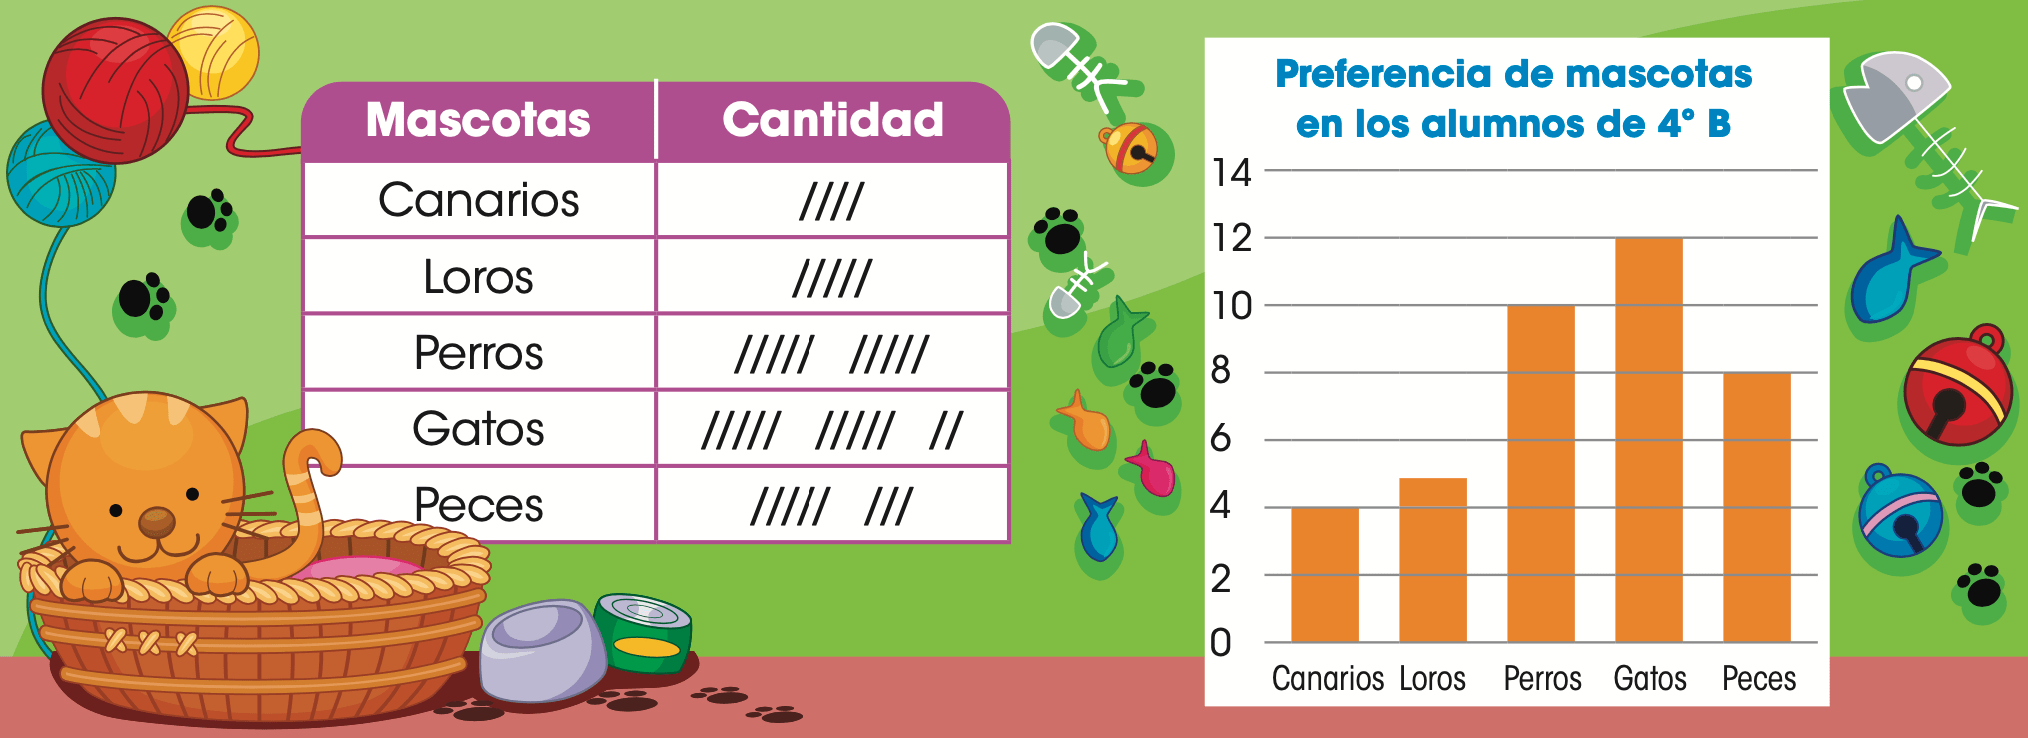 Mascotas Cantidad
Canarios ////
Loros /////
Perros ///// /////
Gatos ///// ///// //
Peces ///// ///
Preferencia de mascotas
en los alumnos de 4° B
14
12
10
8
6
4
2
0
Canarios Loros Perros Gatos Peces